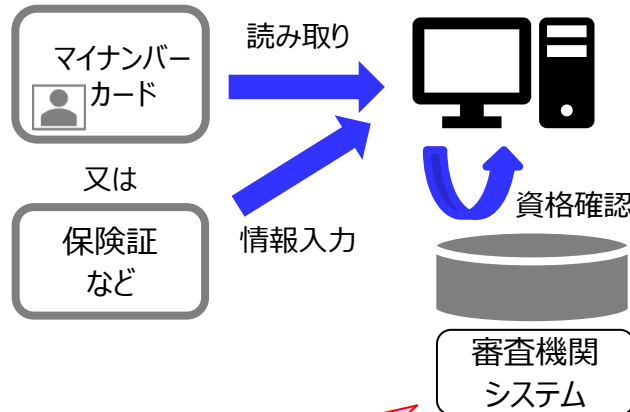 マイナンバー
カード
読み取り
又は
保険証
など
情報入力
資格確認
審査機関
システム